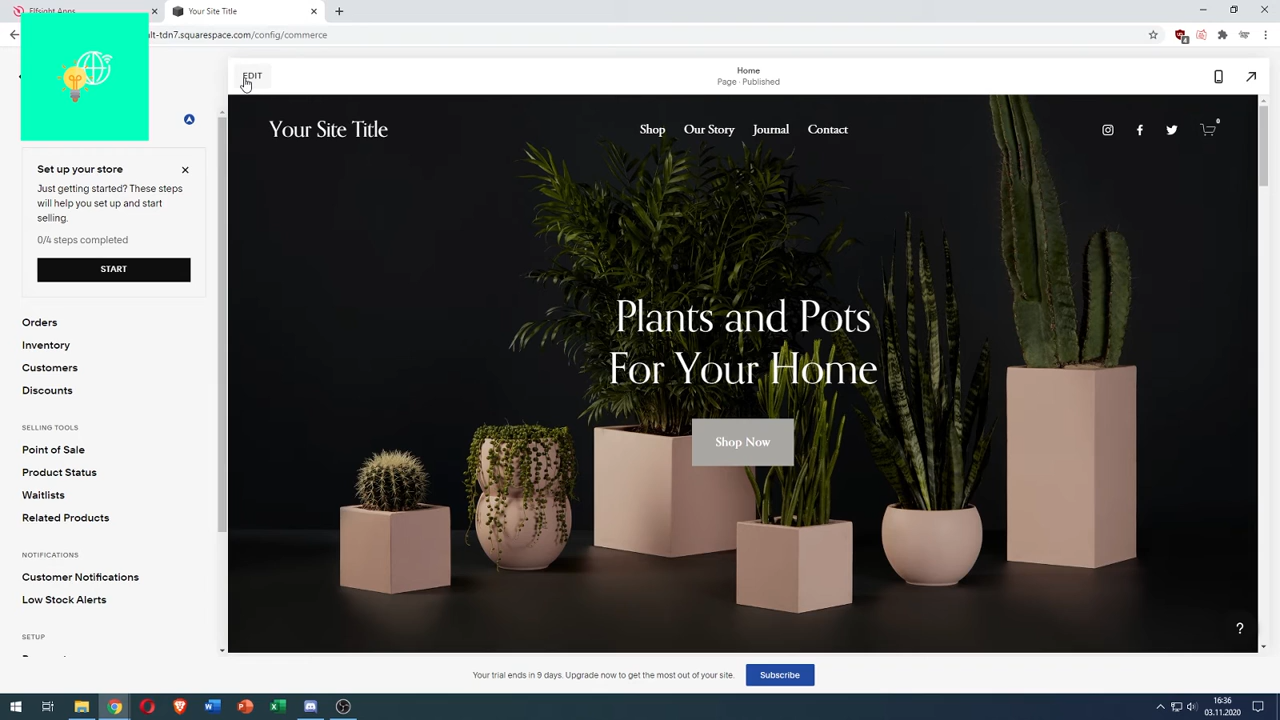 Elfsight Apps
Your Site Title
alt-tdn7.squarespace.com/config/commerce
EDIT
Home
Page · Published
Your Site Title
Shop
Our Story
Journal
Contact
0
Set up your store
Just getting started? These steps
will help you set up and start
selling.
0/4 steps completed
START
Orders
Inventory
Customers
Discounts
SELLING TOOLS
Point of Sale
Product Status
Waitlists
Related Products
NOTIFICATIONS
Customer Notifications
Low Stock Alerts
SETUP
Plants and Pots
For Your Home
Shop Now
?
Your trial ends in 9 days. Upgrade now to get the most out of your site.
Subscribe
16:36
03.11.2020